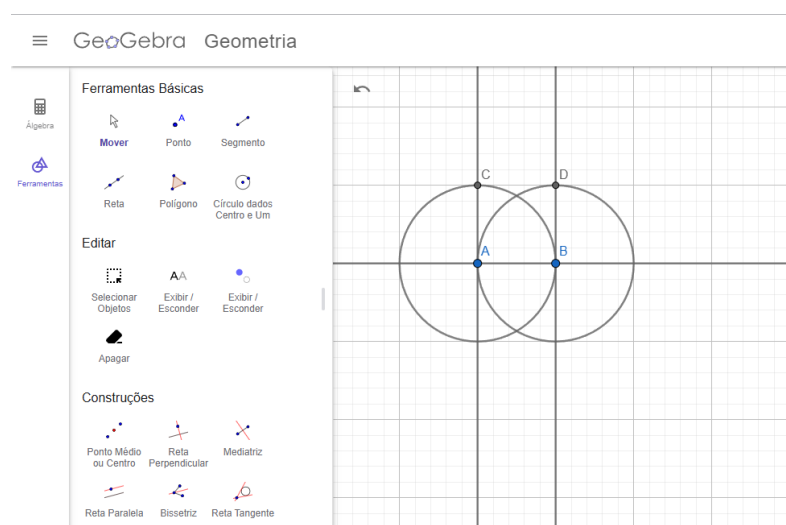 GeoGebra Geometria
Álgebra
Ferramentas
Ferramentas Básicas
A
Mover
Ponto
Segmento
Reta
Polígono
Círculo dados
Centro e Um
Editar
AA
Selecionar
Objetos
Exibir /
Esconder
Exibir /
Esconder
Apagar
Construções
Ponto Médio
ou Centro
Reta
Perpendicular
Mediatriz
Reta Paralela
Bissetriz
Reta Tangente
C
D
A
B